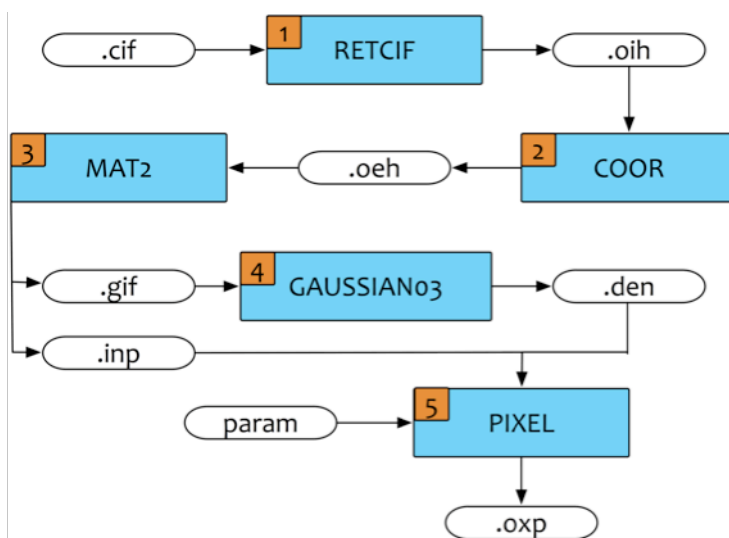 .cif
1
RETCIF
.oih
3
MAT2
.oeh
2
COOR
.gif
4
GAUSSIAN03
.den
.inp
param
5
PIXEL
.oxp